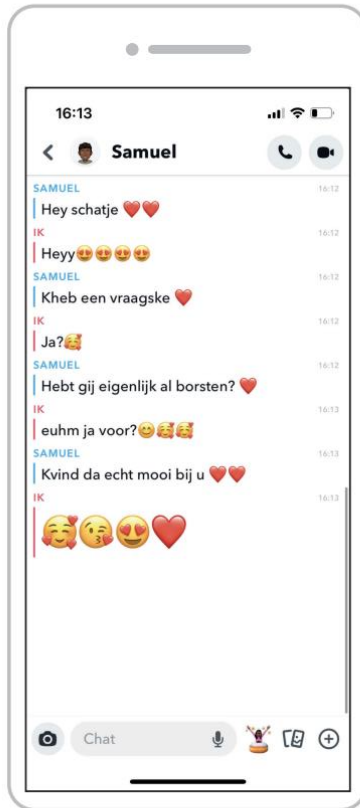 16:13
Samuel
SAMUEL 16:12
Hey schatje ❤️❤️
IK 16:12
Heyy😍😍😍😍
SAMUEL 16:12
Kheb een vraagske ❤️
IK 16:12
Ja?🥰
SAMUEL 16:12
Hebt gij eigenlijk al borsten? ❤️
IK 16:13
euhm ja voor?😊🥰🥰
SAMUEL 16:13
Kvind da echt mooi bij u ❤️❤️
IK 16:13
🥰😘😍❤️
Chat